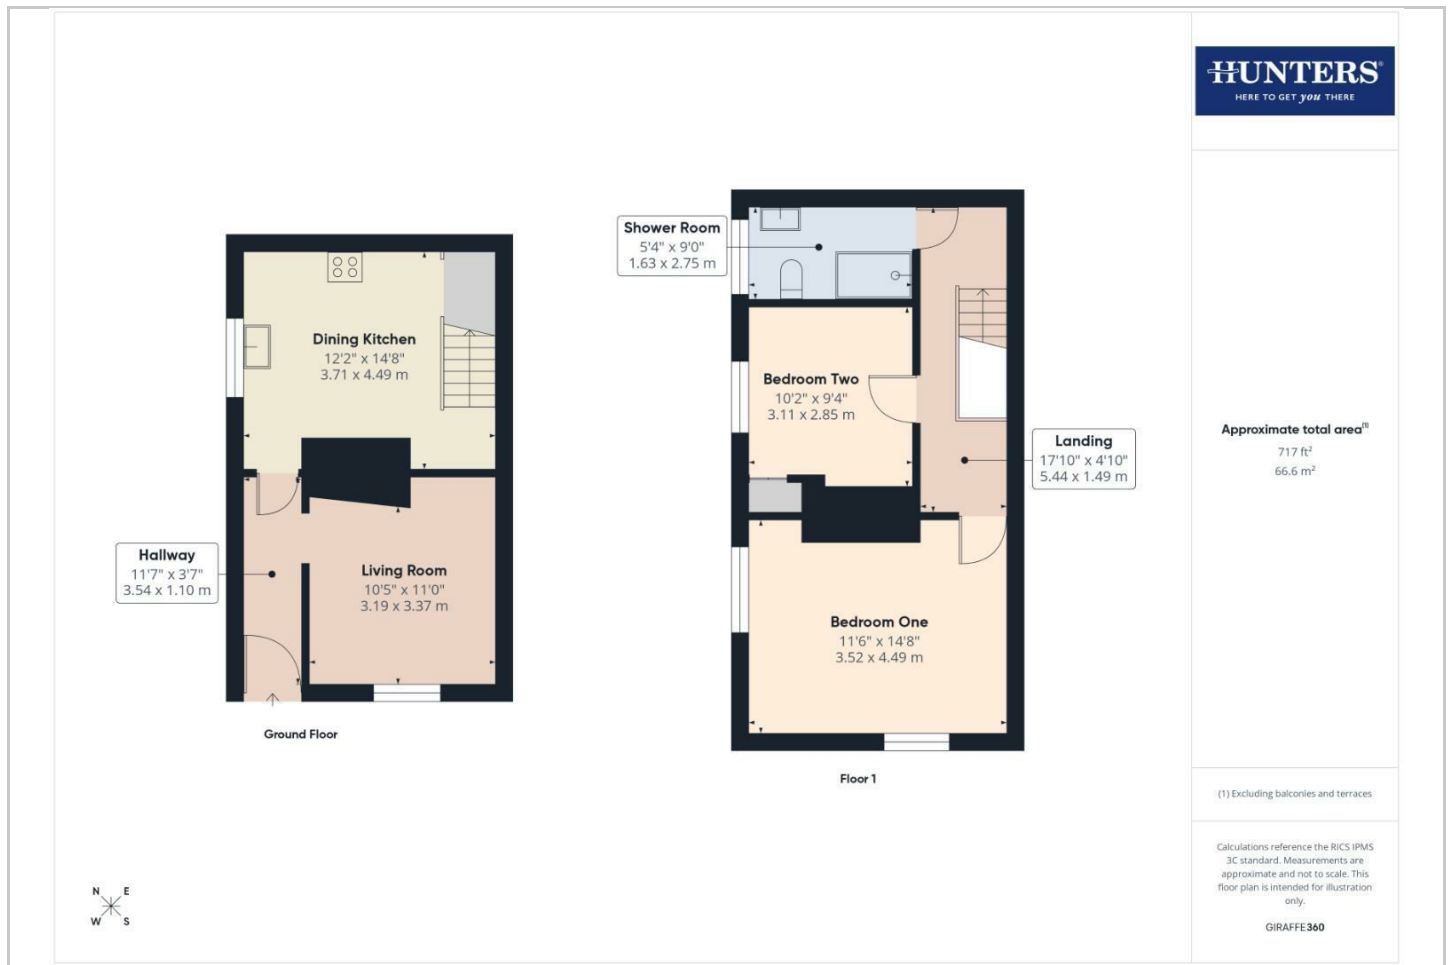 HUNTERS®
HERE TO GET you THERE
Shower Room
5'4" x 9'0"
1.63 x 2.75 m
Dining Kitchen
12'2" x 14'8"
3.71 x 4.49 m
Bedroom Two
10'2" x 9'4"
3.11 x 2.85 m
Landing
17'10" x 4'10"
5.44 x 1.49 m
Hallway
11'7" x 3'7"
3.54 x 1.10 m
Living Room
10'5" x 11'0"
3.19 x 3.37 m
Bedroom One
11'6" x 14'8"
3.52 x 4.49 m
Ground Floor
Floor 1
Approximate total area(1)
717 ft²
66.6 m²
(1) Excluding balconies and terraces
Calculations reference the RICS IPMS
3C standard. Measurements are
approximate and not to scale. This
floor plan is intended for illustration
only.
GIRAFFE360
N E
W S